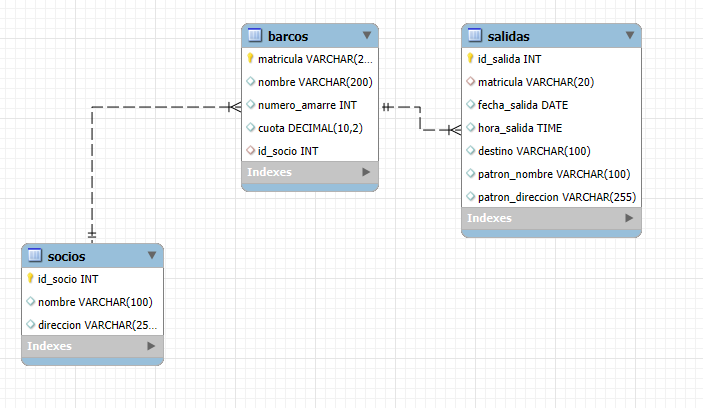 barcos
matricula VARCHAR(2...
nombre VARCHAR(200)
numero_amarre INT
cuota DECIMAL(10,2)
id_socio INT
Indexes
salidas
id_salida INT
matricula VARCHAR(20)
fecha_salida DATE
hora_salida TIME
destino VARCHAR(100)
patron_nombre VARCHAR(100)
patron_direccion VARCHAR(255)
Indexes
socios
id_socio INT
nombre VARCHAR(100)
direccion VARCHAR(25...
Indexes